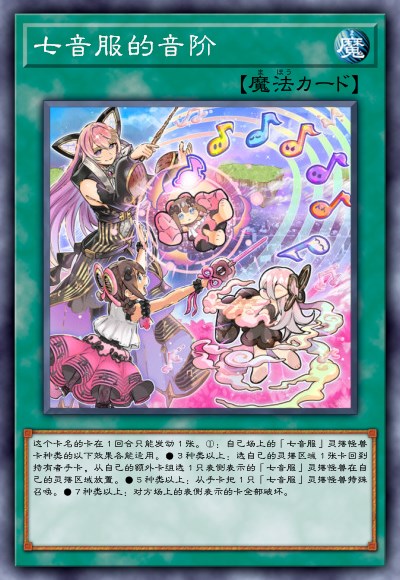 七音服的音阶
魔
【魔法カード】
ま ほう
这个卡名的卡在1回合只能发动1张。①:自己场上的「七音服」灵摆怪兽
卡种类的以下效果各能适用。●3种类以上:选自己的灵摆区域1张卡回到
持有者手卡。从自己的额外卡组选1只表侧表示的「七音服」灵摆怪兽在自
己的灵摆区域放置。●5种类以上:从手卡把1只「七音服」灵摆怪兽特殊
召唤。●7种类以上:对方场上的表侧表示的卡全部破坏。